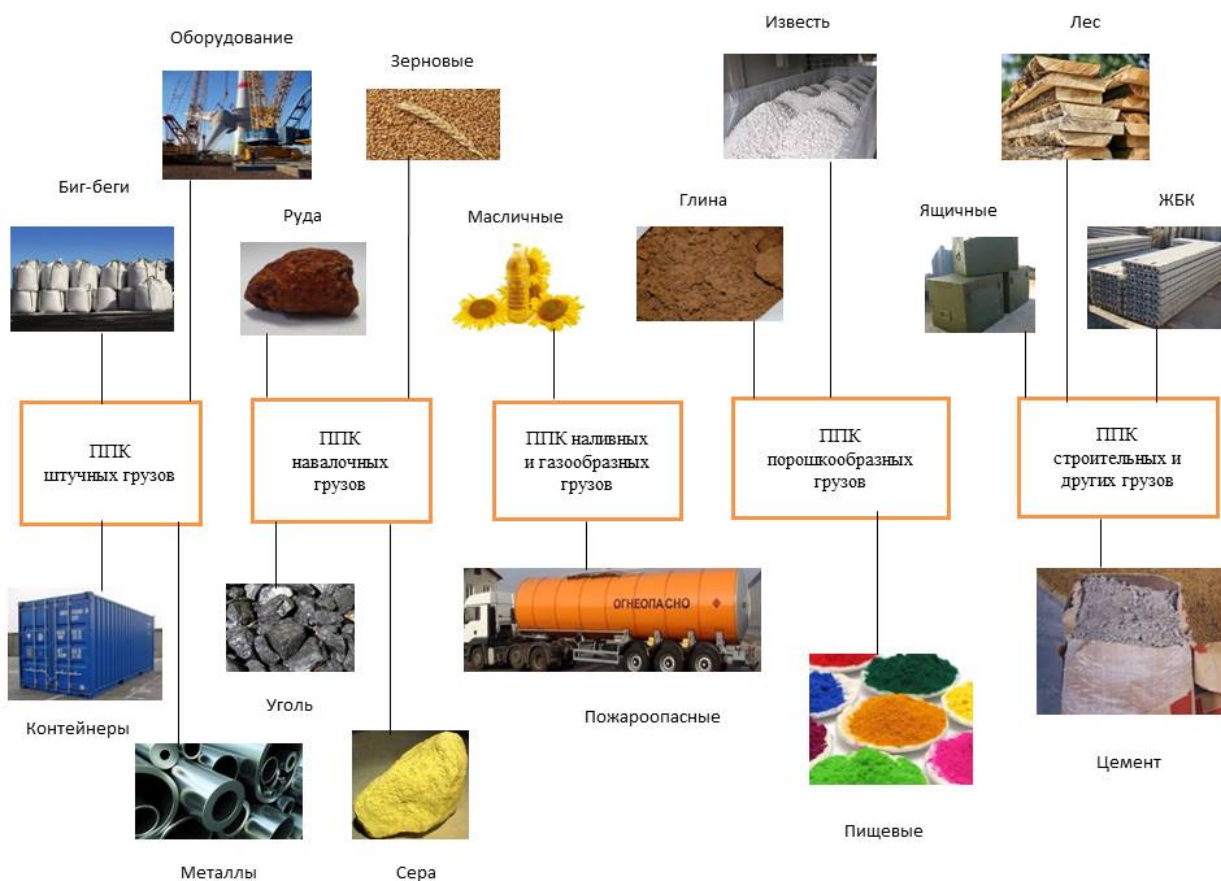 Известь
Лес
Оборудование
Зерновые
Биг-беги
Руда
Масличные
Глина
Ящичные
ЖБК
ППК
штучных грузов
ППК
навалочных
грузов
ППК наливных
и газообразных
грузов
ППК
порошкообразных
грузов
ППК
строительных и
других грузов
ОГНЕОПАСНО
Контейнеры
Уголь
Пожароопасные
Цемент
Пищевые
Металлы
Сера